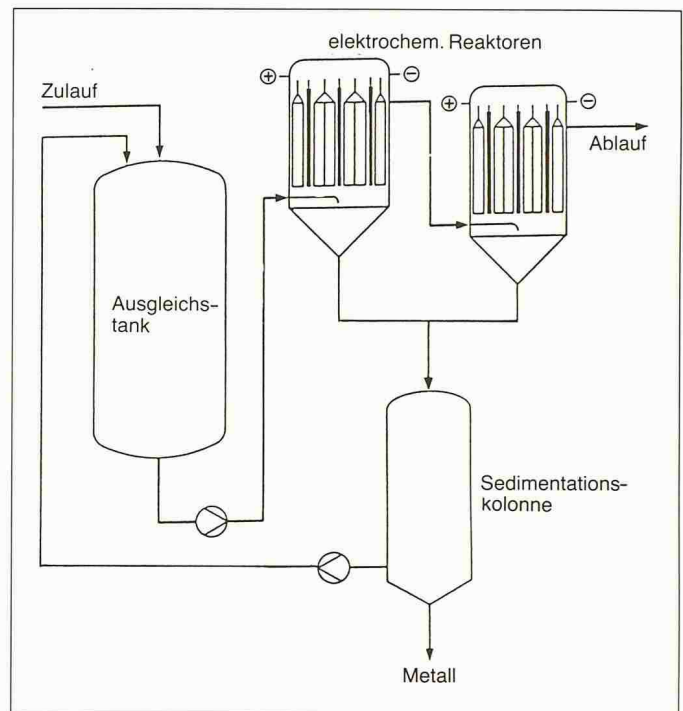 elektrochem. Reaktoren
⊕
⊖
⊕
⊖
Zulauf
Ablauf
Ausgleichs-
tank
Sedimentations-
kolonne
Metall